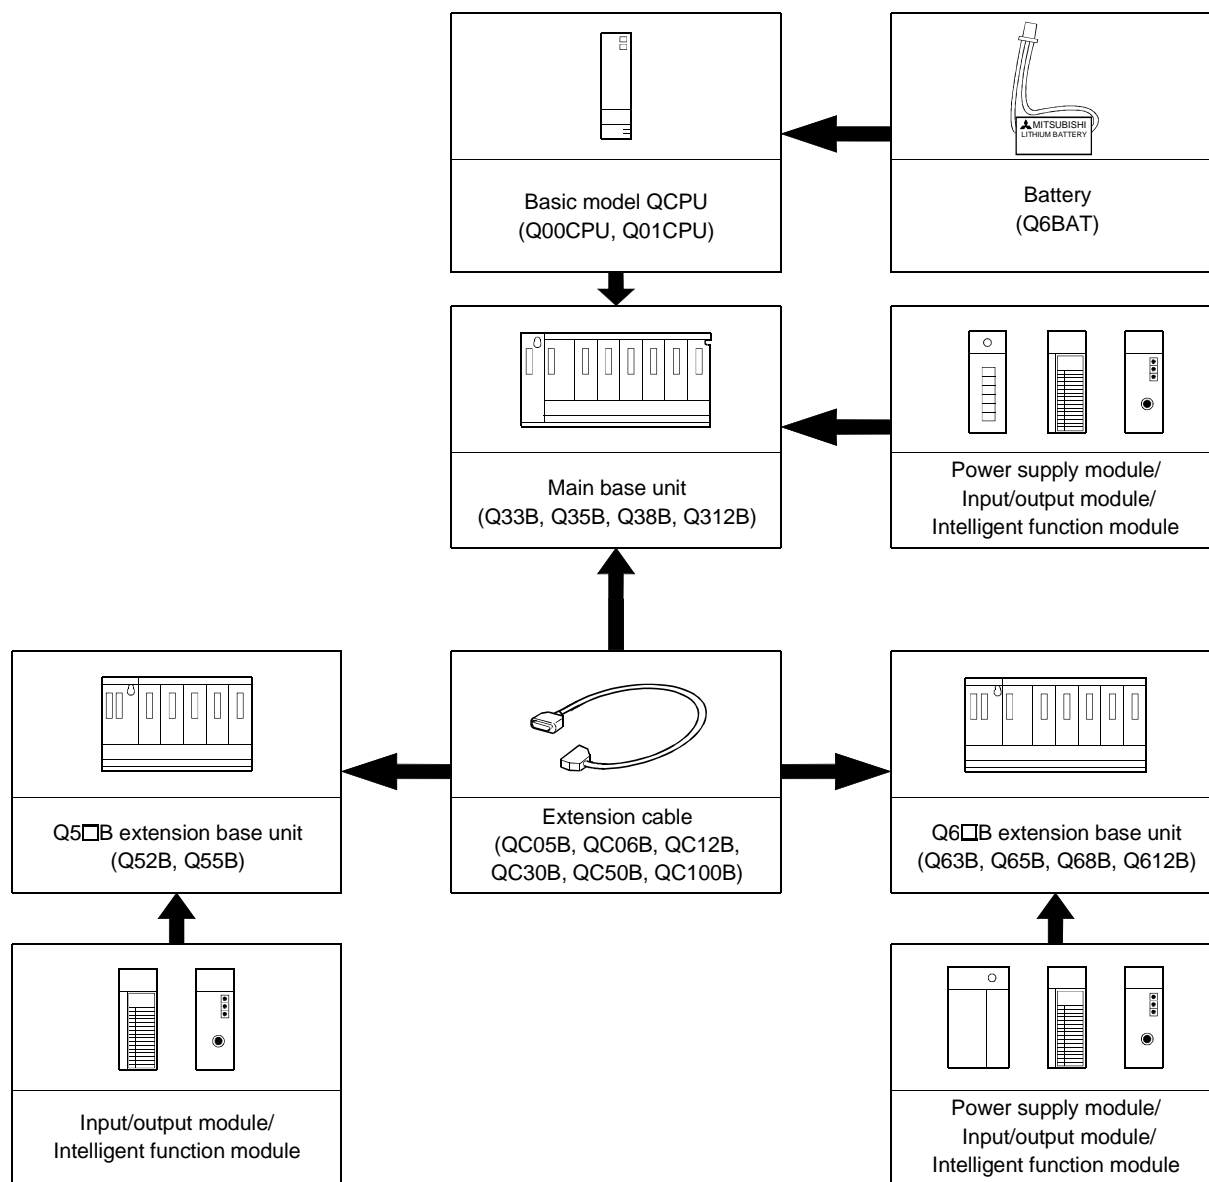 MITSUBISHI
LITHIUM BATTERY
Basic model QCPU
(Q00CPU, Q01CPU)
Battery
(Q6BAT)
Main base unit
(Q33B, Q35B, Q38B, Q312B)
Power supply module/
Input/output module/
Intelligent function module
Q5□B extension base unit
(Q52B, Q55B)
Extension cable
(QC05B, QC06B, QC12B,
QC30B, QC50B, QC100B)
Q6□B extension base unit
(Q63B, Q65B, Q68B, Q612B)
Input/output module/
Intelligent function module
Power supply module/
Input/output module/
Intelligent function module